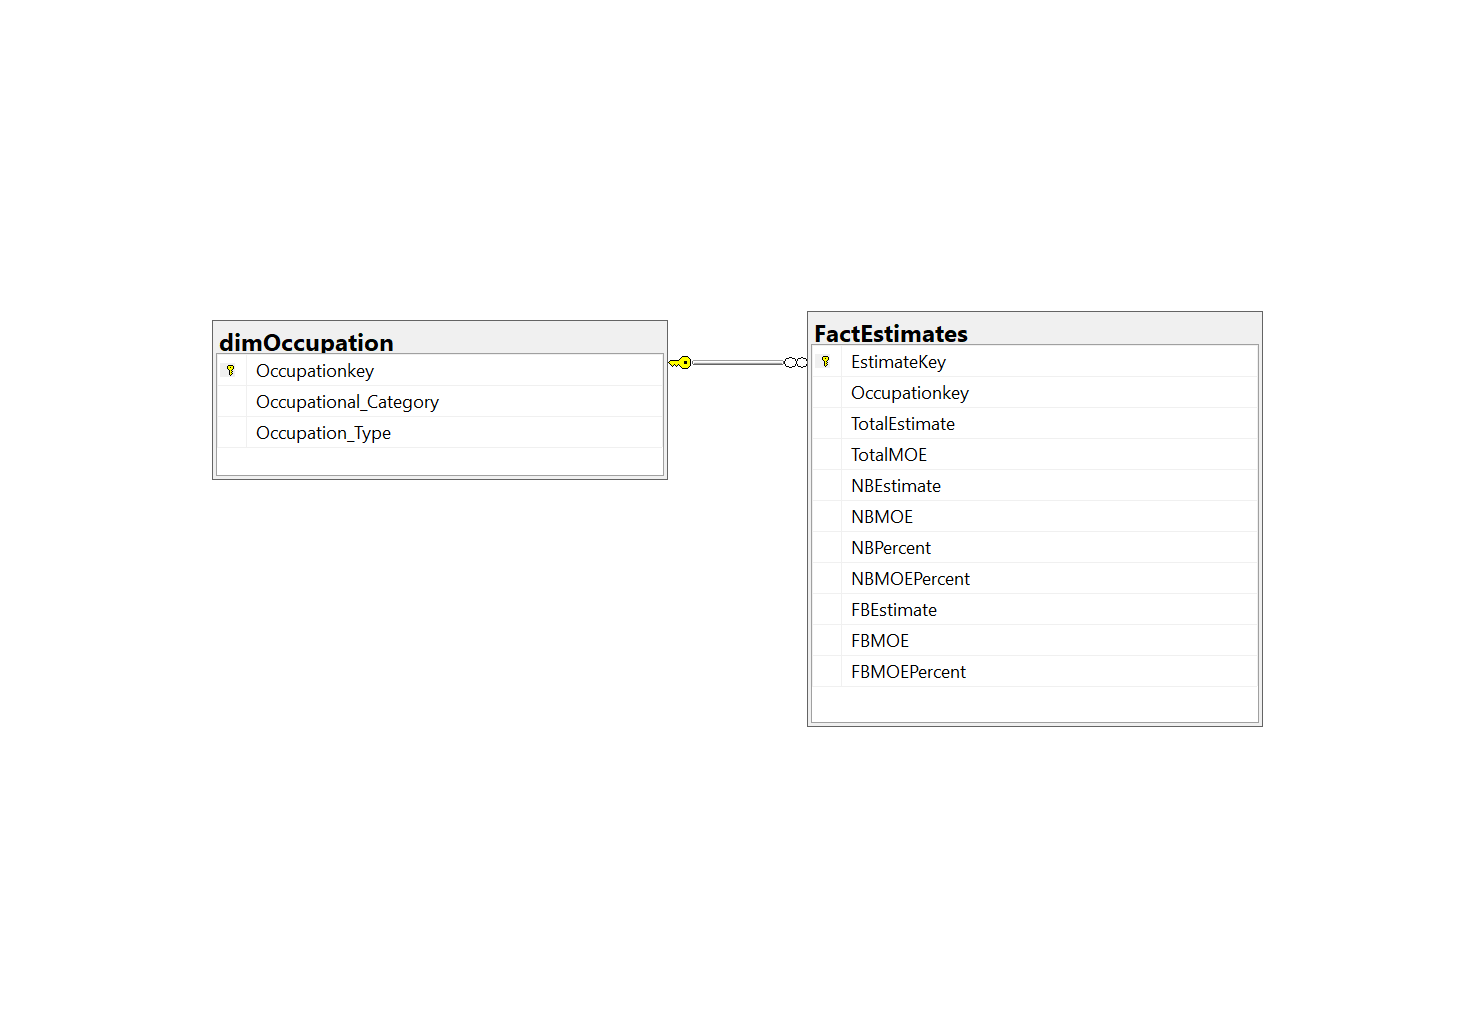 dimOccupation
Occupationkey
Occupational_Category
Occupation_Type
FactEstimates
EstimateKey
Occupationkey
TotalEstimate
TotalMOE
NBEstimate
NBMOE
NBPercent
NBMOEPercent
FBEstimate
FBMOE
FBMOEPercent